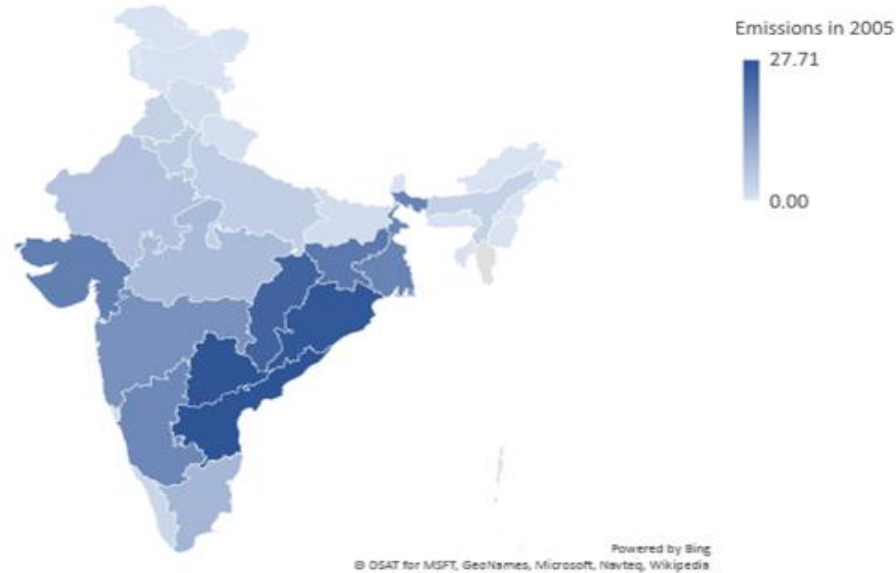 Emissions in 2005
27.71
0.00
Powered by Bing
© DSAT for MSFT, GeoNames, Microsoft, Navteq, Wikipedia